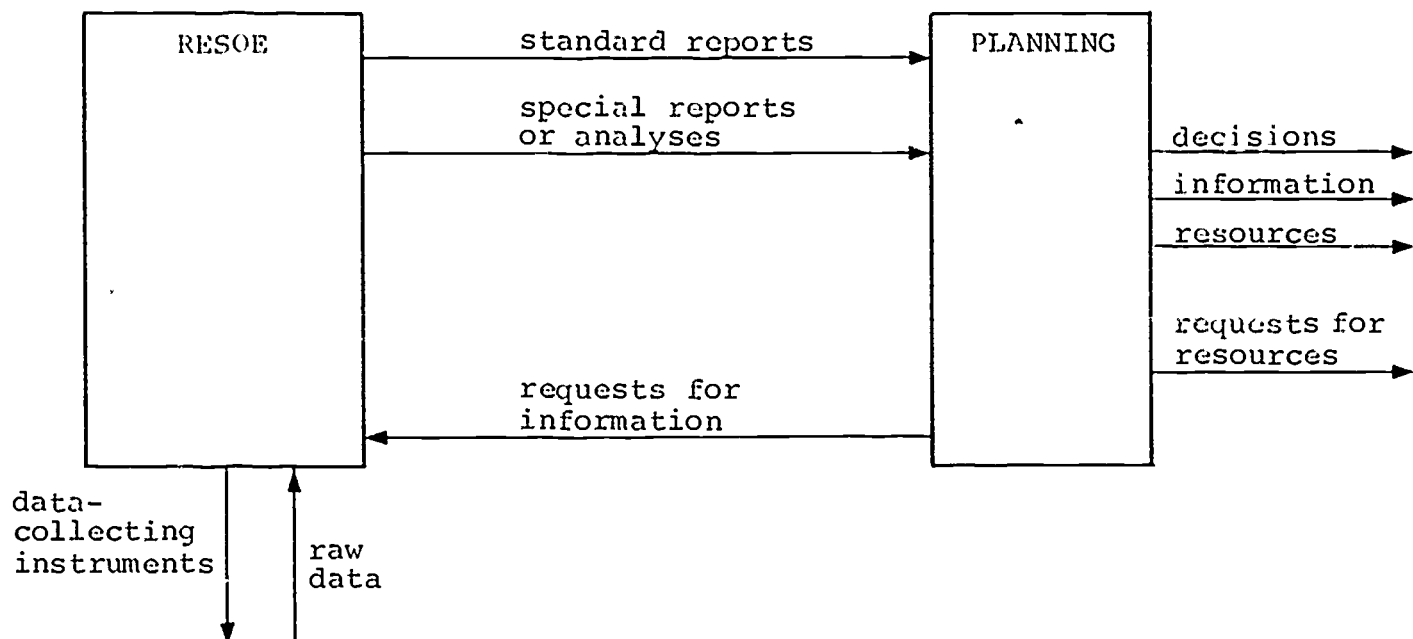 RESOE
standard reports
special reports
or analyses
requests for
information
PLANNING
decisions
information
resources
requests for
resources
data-
collecting
instruments
raw
data